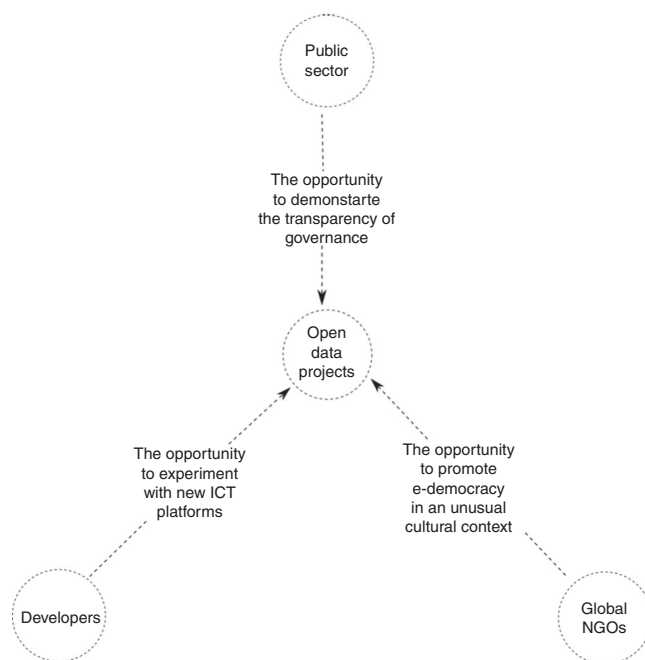 Public
sector
The opportunity
to demonstarte
the transparency of
governance
Open
data
projects
The opportunity
to experiment
with new ICT
platforms
The opportunity
to promote
e-democracy
in an unusual
cultural context
Developers
Global
NGOs